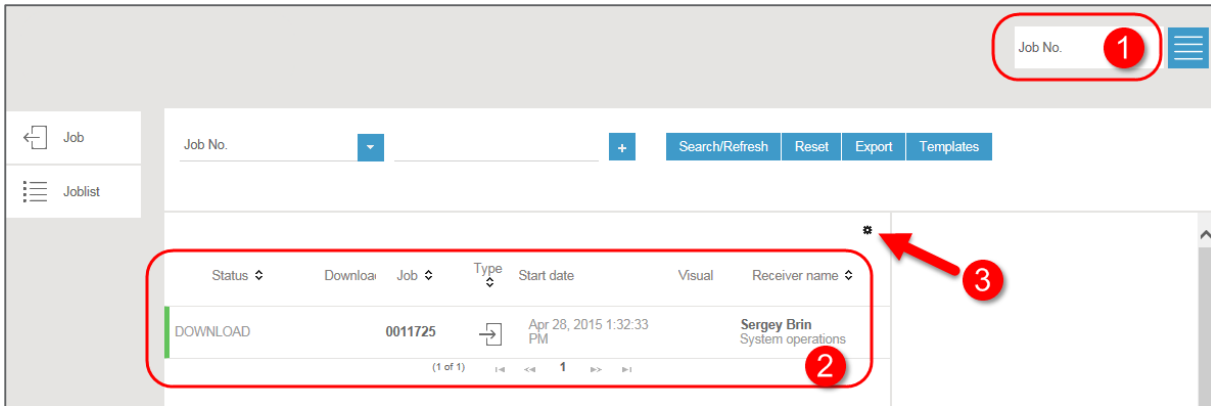 Job No.
1
Job
Job No.
+
Search/Refresh
Reset
Export
Templates
Joblist
3
Status
Downloa
Job
Type
Start date
Visual
Receiver name
DOWNLOAD
0011725
Apr 28, 2015 1:32:33
PM
Sergey Brin
System operations
(1 of 1)
1
2